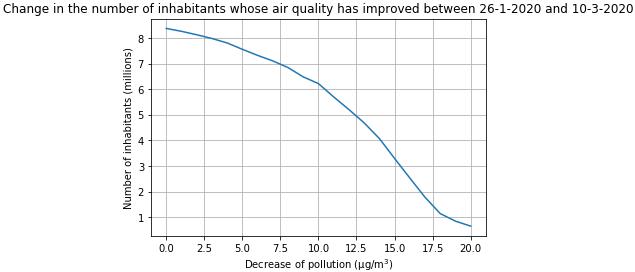 Change in the number of inhabitants whose air quality has improved between 26-1-2020 and 10-3-2020
Number of inhabitants (millions)
8
7
6
5
4
3
2
1
0.0 2.5 5.0 7.5 10.0 12.5 15.0 17.5 20.0
Decrease of pollution (μg/m³)